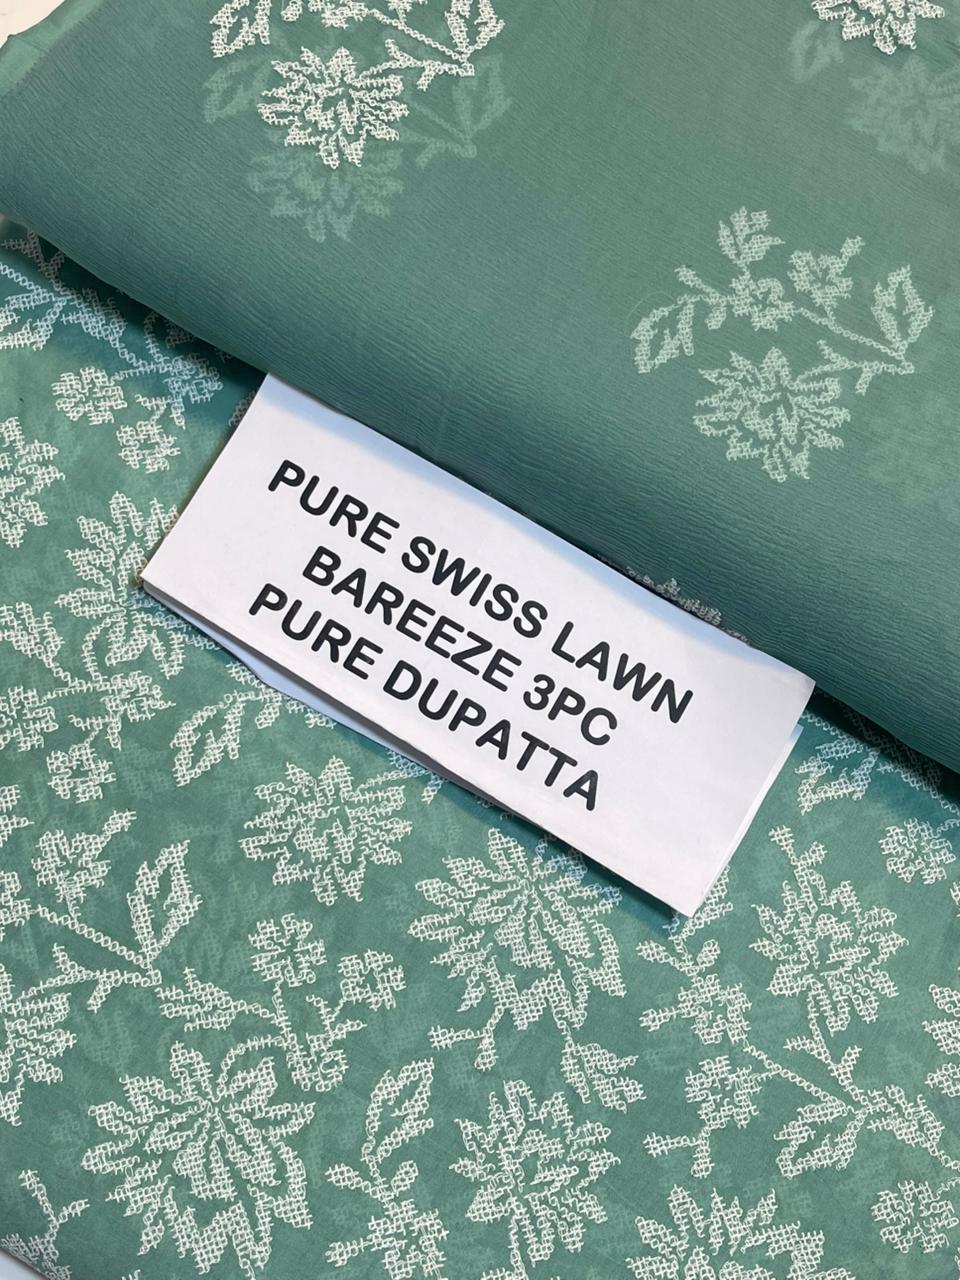 PURE SWISS LAWN
BAREEZE 3PC
PURE DUPATTA